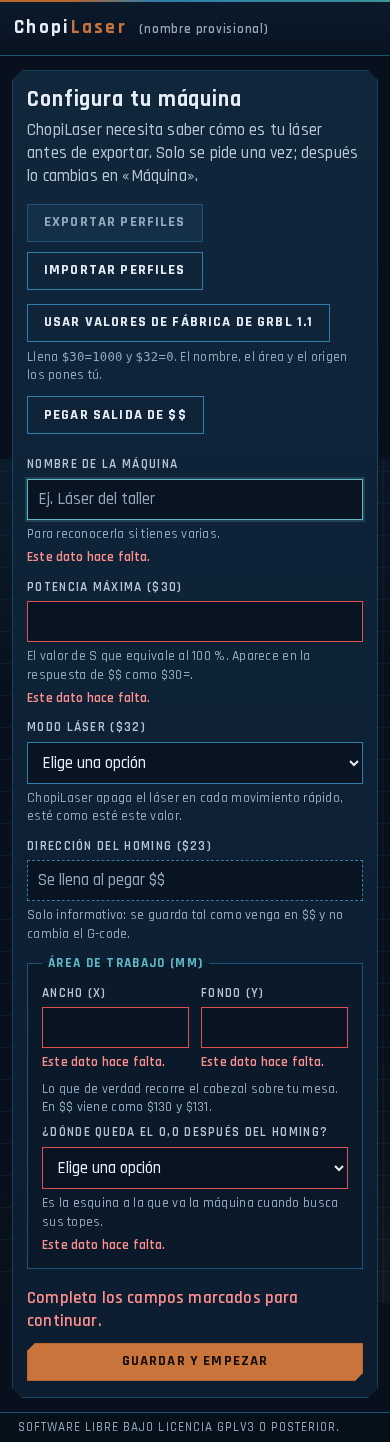 ChopiLaser (nombre provisional)
Configura tu máquina
ChopiLaser necesita saber cómo es tu láser
antes de exportar. Solo se pide una vez; después
lo cambias en «Máquina».
EXPORTAR PERFILES
IMPORTAR PERFILES
USAR VALORES DE FÁBRICA DE GRBL 1.1
Llena $30=1000 y $32=0. El nombre, el área y el origen
los pones tú.
PEGAR SALIDA DE $$
NOMBRE DE LA MÁQUINA
Ej. Láser del taller
Para reconocerla si tienes varias.
Este dato hace falta.
POTENCIA MÁXIMA ($30)
El valor de S que equivale al 100 %. Aparece en la
respuesta de $$ como $30=.
Este dato hace falta.
MODO LÁSER ($32)
Elige una opción
ChopiLaser apaga el láser en cada movimiento rápido,
esté como esté este valor.
DIRECCIÓN DEL HOMING ($23)
Se llena al pegar $$
Solo informativo: se guarda tal como venga en $$ y no
cambia el G-code.
ÁREA DE TRABAJO (MM)
ANCHO (X) FONDO (Y)
Este dato hace falta. Este dato hace falta.
Lo que de verdad recorre el cabezal sobre tu mesa.
En $$ viene como $130 y $131.
¿DÓNDE QUEDA EL 0,0 DESPUÉS DEL HOMING?
Elige una opción
Es la esquina a la que va la máquina cuando busca
sus topes.
Este dato hace falta.
Completa los campos marcados para
continuar.
GUARDAR Y EMPEZAR
SOFTWARE LIBRE BAJO LICENCIA GPLV3 O POSTERIOR.